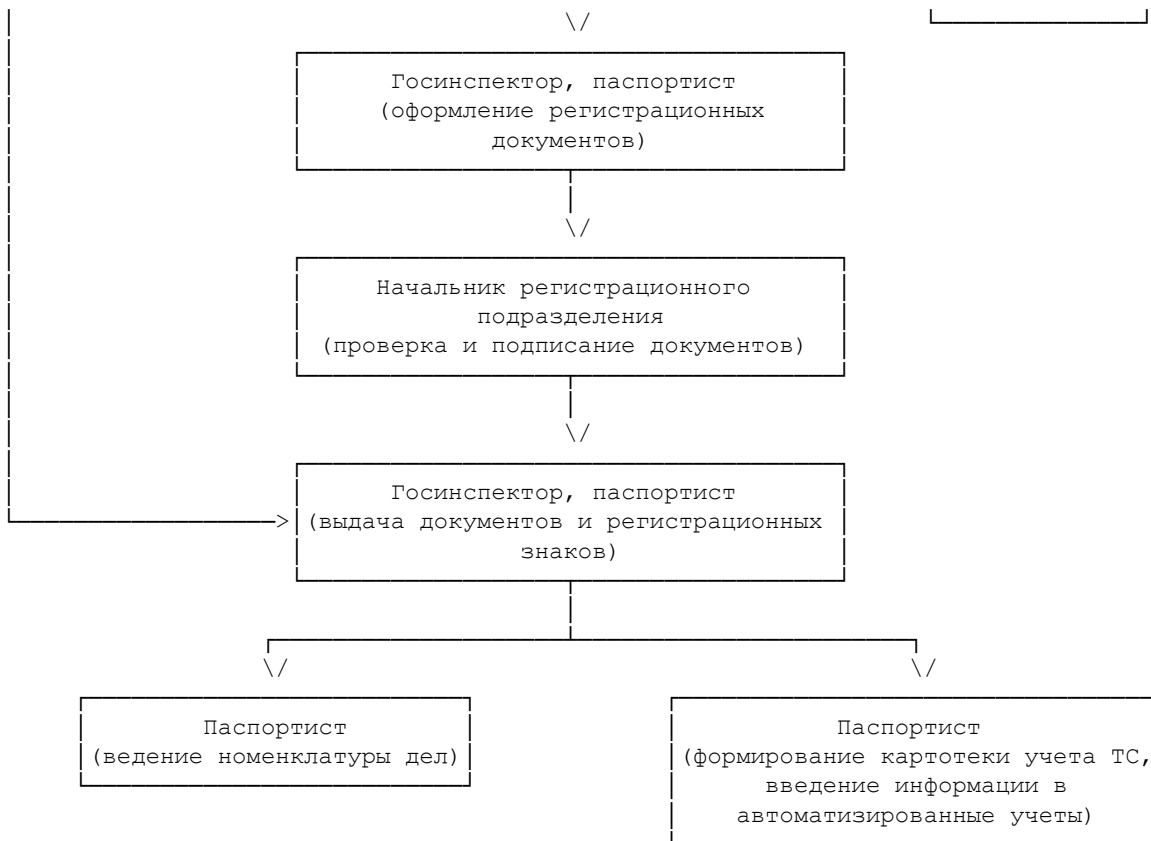 Госинспектор, паспортист
(оформление регистрационных
документов)
Начальник регистрационного
подразделения
(проверка и подписание документов)
Госинспектор, паспортист
(выдача документов и регистрационных
знаков)
Паспортист
(ведение номенклатуры дел)
Паспортист
(формирование картотеки учета ТС,
введение информации в
автоматизированные учеты)